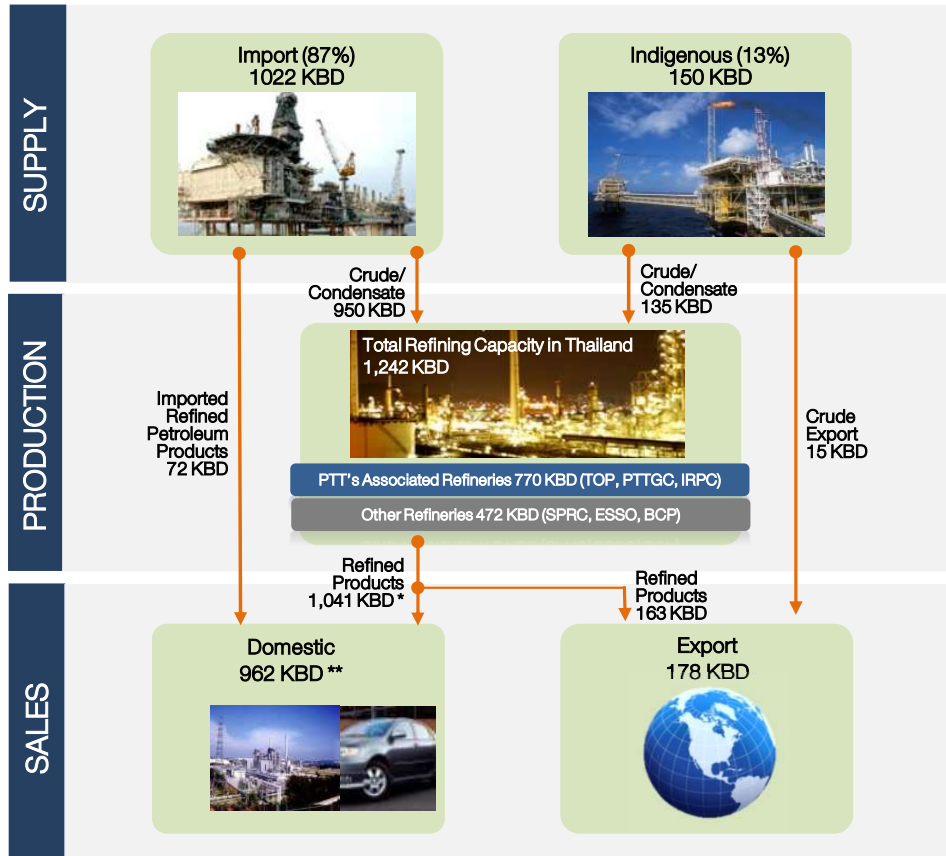 SUPPLY
Import (87%)
1022 KBD
Indigenous (13%)
150 KBD
Crude/
Condensate
950 KBD
Crude/
Condensate
135 KBD
PRODUCTION
Total Refining Capacity in Thailand
1,242 KBD
Imported
Refined
Petroleum
Products
72 KBD
Crude
Export
15 KBD
PTT's Associated Refineries 770 KBD (TOP, PTTGC, IRPC)
Other Refineries 472 KBD (SPRC, ESSO, BCP)
Refined
Products
1,041 KBD *
Refined
Products
163 KBD
SALES
Domestic
962 KBD **
Export
178 KBD